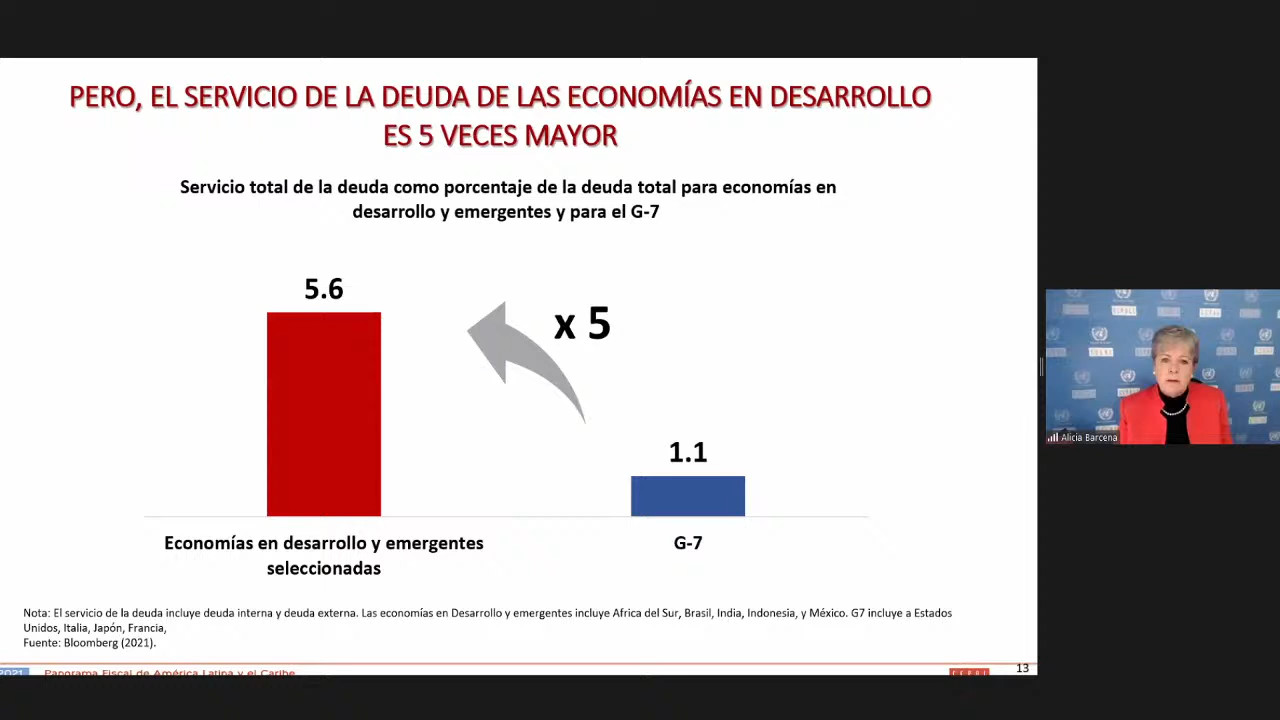 PERO, EL SERVICIO DE LA DEUDA DE LAS ECONOMÍAS EN DESARROLLO
ES 5 VECES MAYOR
Servicio total de la deuda como porcentaje de la deuda total para economías en
desarrollo y emergentes y para el G-7
5.6
x 5
1.1
Economías en desarrollo y emergentes
seleccionadas
G-7
Nota: El servicio de la deuda incluye deuda interna y deuda externa. Las economías en Desarrollo y emergentes incluye Africa del Sur, Brasil, India, Indonesia, y México. G7 incluye a Estados
Unidos, Italia, Japón, Francia,
Fuente: Bloomberg (2021).
2021
Panorama Fiscal de América Latina y el Caribe
13
Alicia Barcena